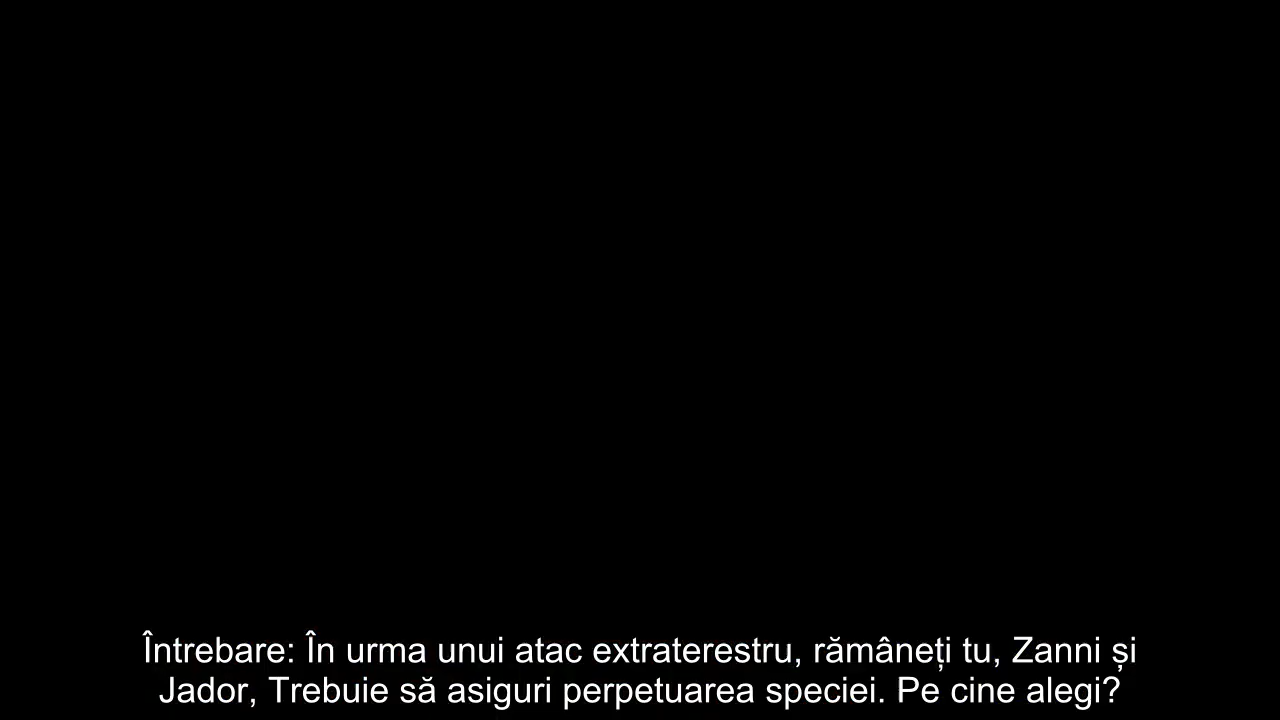 Întrebare: În urma unui atac extraterestru, rămâneți tu, Zanni și
Jador, Trebuie să asiguri perpetuarea speciei. Pe cine alegi?